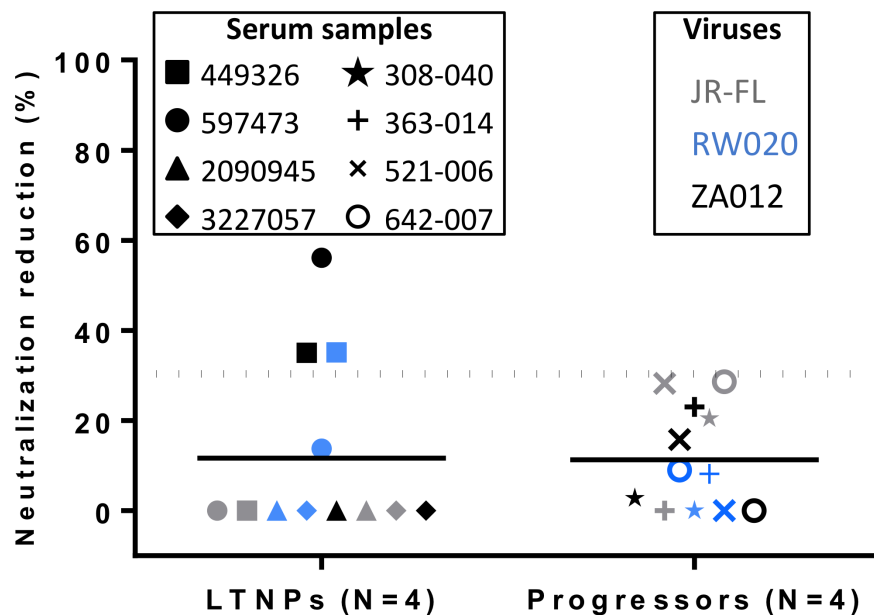 Serum samples
449326
308-040
597473
363-014
2090945
521-006
3227057
642-007
Viruses
JR-FL
RW020
ZA012
Neutralization reduction (%)
100
80
60
40
20
0
LTNPs (N=4)
Progressors (N=4)